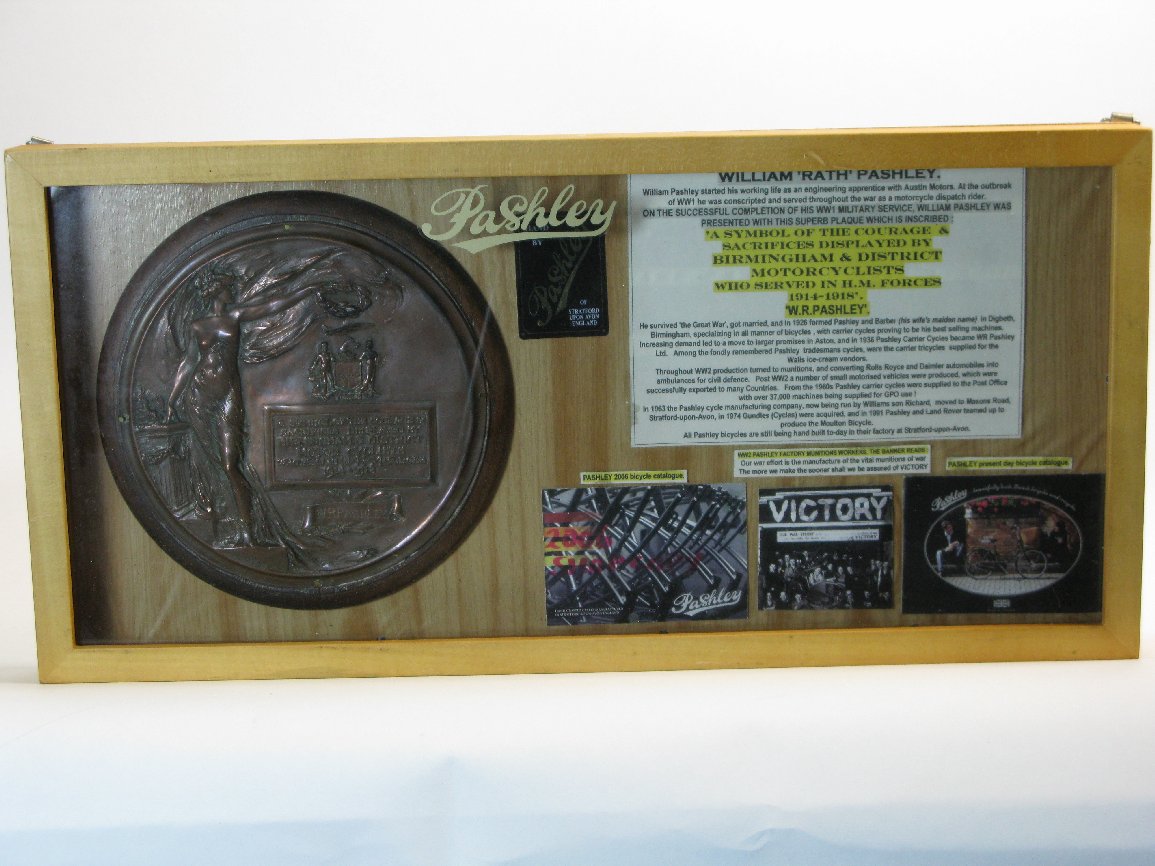 Pashley
BY
Pashley
OF
STRATFORD
UPON AVON
ENGLAND
WILLIAM 'RATH' PASHLEY.
William Pashley started his working life as an engineering apprentice with Austin Motors. At the outbreak
of WW1 he was conscripted and served throughout the war as a motorcycle dispatch rider.
ON THE SUCCESSFUL COMPLETION OF HIS WW1 MILITARY SERVICE, WILLIAM PASHLEY WAS
PRESENTED WITH THIS SUPERB PLAQUE WHICH IS INSCRIBED :
'A SYMBOL OF THE COURAGE &
SACRIFICES DISPLAYED BY
BIRMINGHAM & DISTRICT
MOTORCYCLISTS
WHO SERVED IN H.M. FORCES
1914-1918'.
'W.R.PASHLEY'.
He survived 'the Great War', got married, and in 1926 formed Pashley and Barber (his wife's maiden name) in Digbeth,
Birmingham, specializing in all manner of bicycles , with carrier cycles proving to be his best selling machines.
Increasing demand led to a move to larger premises in Aston, and in 1936 Pashley Carrier Cycles became WR Pashley
Ltd. Among the fondly remembered Pashley tradesmans cycles, were the carrier tricycles supplied for the
Walls ice-cream vendors.
Throughout WW2 production turned to munitions, and converting Rolls Royce and Daimler automobiles into
ambulances for civil defence. Post WW2 a number of small motorised vehicles were produced, which were
successfully exported to many Countries. From the 1960s Pashley carrier cycles were supplied to the Post Office
with over 37,000 machines being supplied for GPO use !
In 1963 the Pashley cycle manufacturing company, now being run by Williams son Richard, moved to Masons Road,
Stratford-upon-Avon, in 1974 Gundles (Cycles) were acquired, and in 1991 Pashley and Land Rover teamed up to
produce the Moulton Bicycle.
All Pashley bicycles are still being hand built to-day in their factory at Stratford-upon-Avon.
WW2 PASHLEY FACTORY MUNITIONS WORKERS, THE BANNER READS
Our war effort is the manufacture of the vital munitions of war
The more we make the sooner shall we be assured of VICTORY
PASHLEY 2006 bicycle catalogue.
PASHLEY present day bicycle catalogue.
2006
Pashley
VICTORY
VICTORY
Pashley
W.R.Pashley